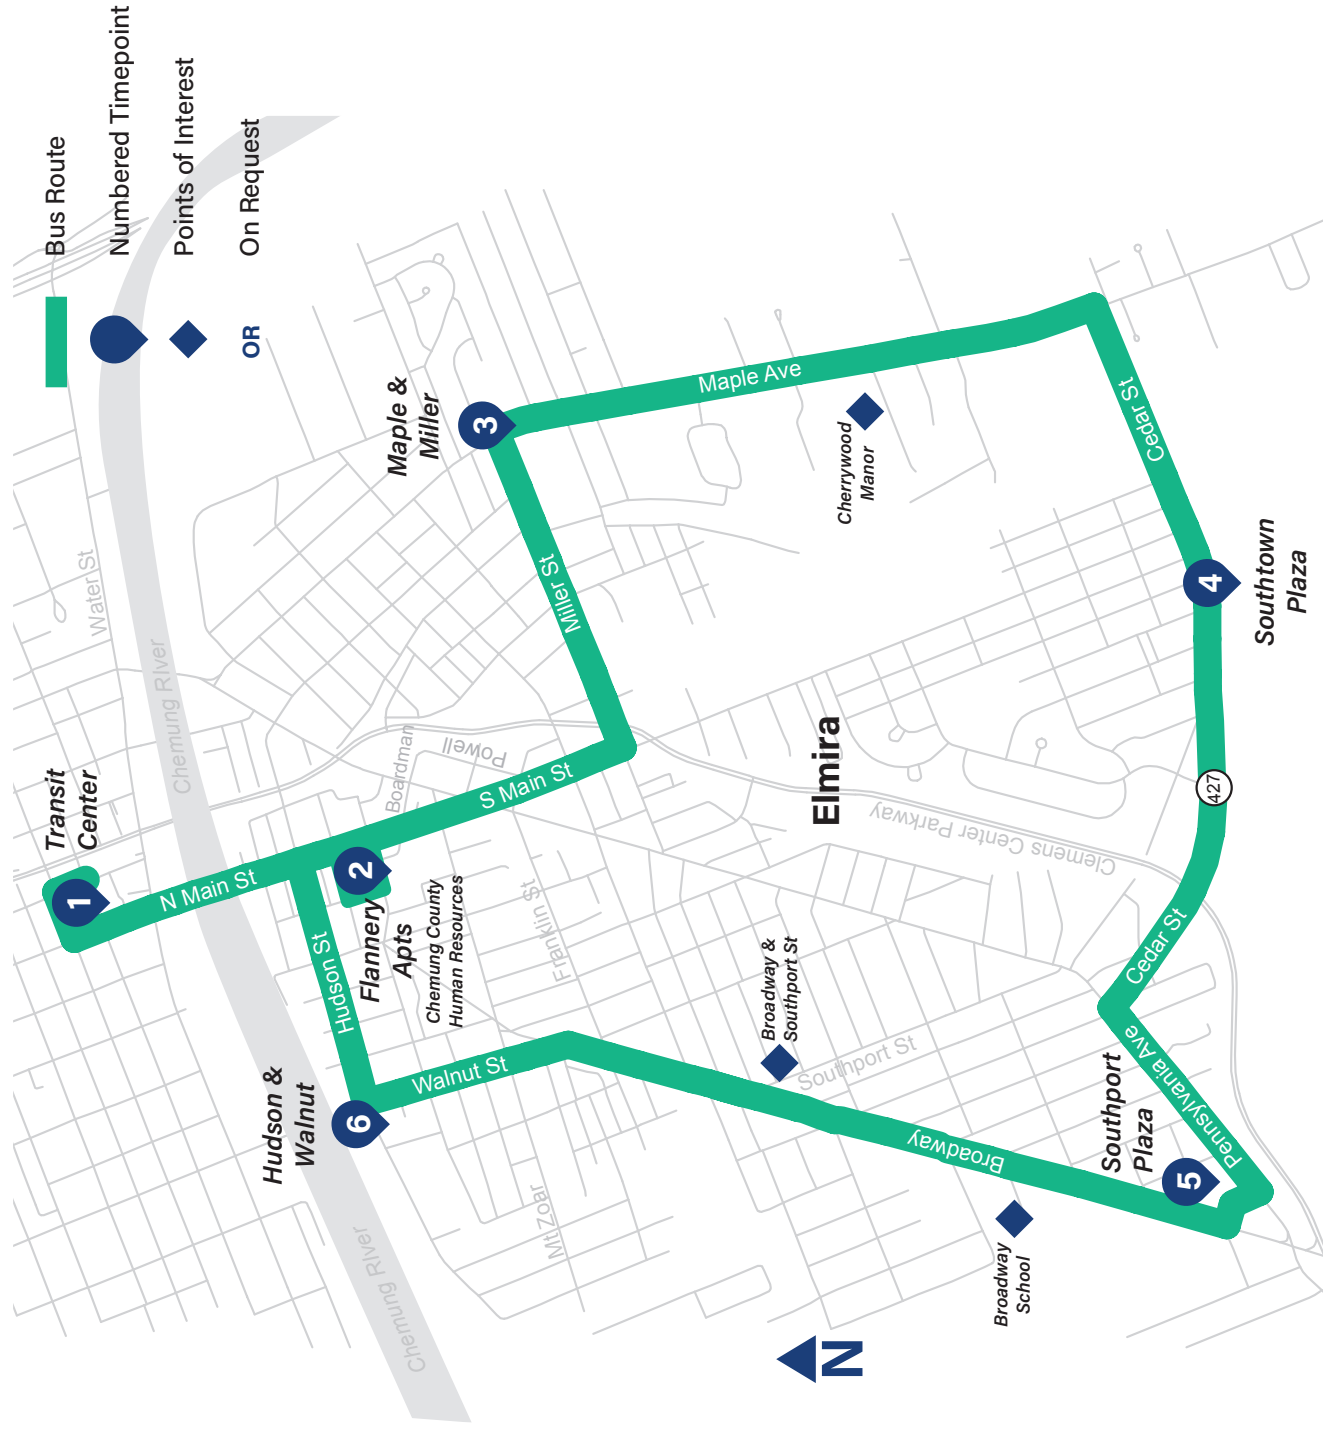 Bus Route
Numbered Timepoint
Points of Interest
OR
On Request
Transit
Center
1
N Main St
Water St
Chemung RIver
Hudson St
2
Flannery
Apts
Chemung County
Human Resources
Boardman
Powell
S Main St
Franklin St
Maple &
Miller
3
Miller St
Maple Ave
Cherrywood
Manor
Cedar St
4
Southtown
Plaza
427
Elmira
Clemens Center Parkway
Cedar St
Pennsylvania Ave
Southport
Plaza
5
Broadway
Broadway
School
Broadway &
Southport St
Southport St
Walnut St
Hudson &
Walnut
6
Mt Zoar
Chemung RIver
N